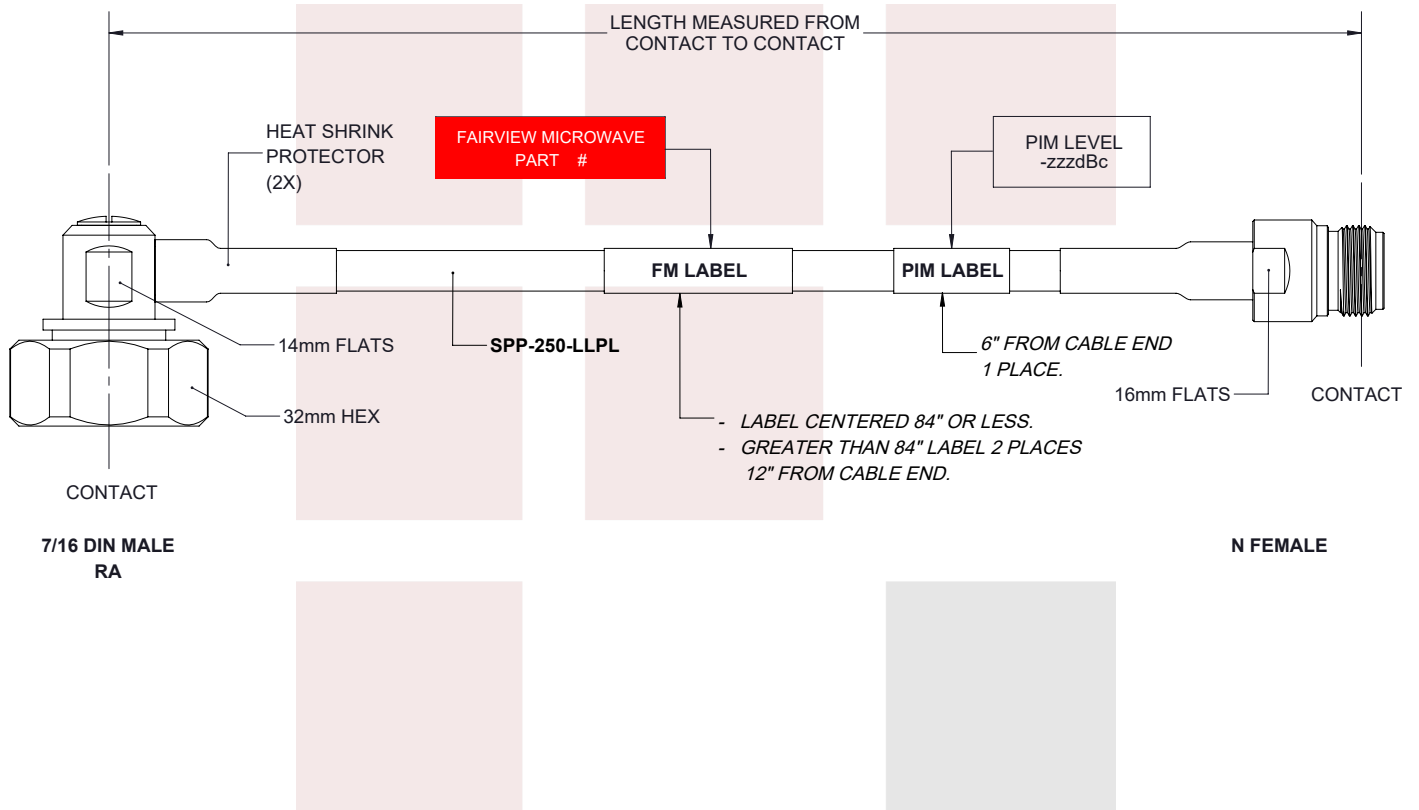 LENGTH MEASURED FROM
CONTACT TO CONTACT
HEAT SHRINK
PROTECTOR
(2X)
FAIRVIEW MICROWAVE
PART #
PIM LEVEL
-zzzdBc
FM LABEL
PIM LABEL
14mm FLATS
SPP-250-LLPL
6" FROM CABLE END
1 PLACE.
16mm FLATS
CONTACT
32mm HEX
- LABEL CENTERED 84" OR LESS.
- GREATER THAN 84" LABEL 2 PLACES
12" FROM CABLE END.
CONTACT
7/16 DIN MALE
RA
N FEMALE